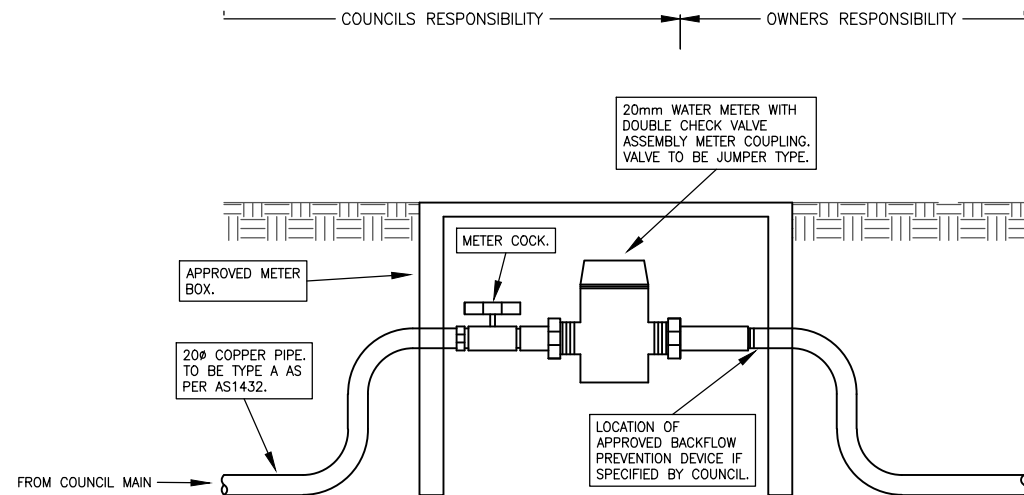 COUNCILS RESPONSIBILITY
OWNERS RESPONSIBILITY
20mm WATER METER WITH
DOUBLE CHECK VALVE
ASSEMBLY METER COUPLING.
VALVE TO BE JUMPER TYPE.
METER COCK.
APPROVED METER
BOX.
20ø COPPER PIPE.
TO BE TYPE A AS
PER AS1432.
LOCATION OF
APPROVED BACKFLOW
PREVENTION DEVICE IF
SPECIFIED BY COUNCIL.
FROM COUNCIL MAIN